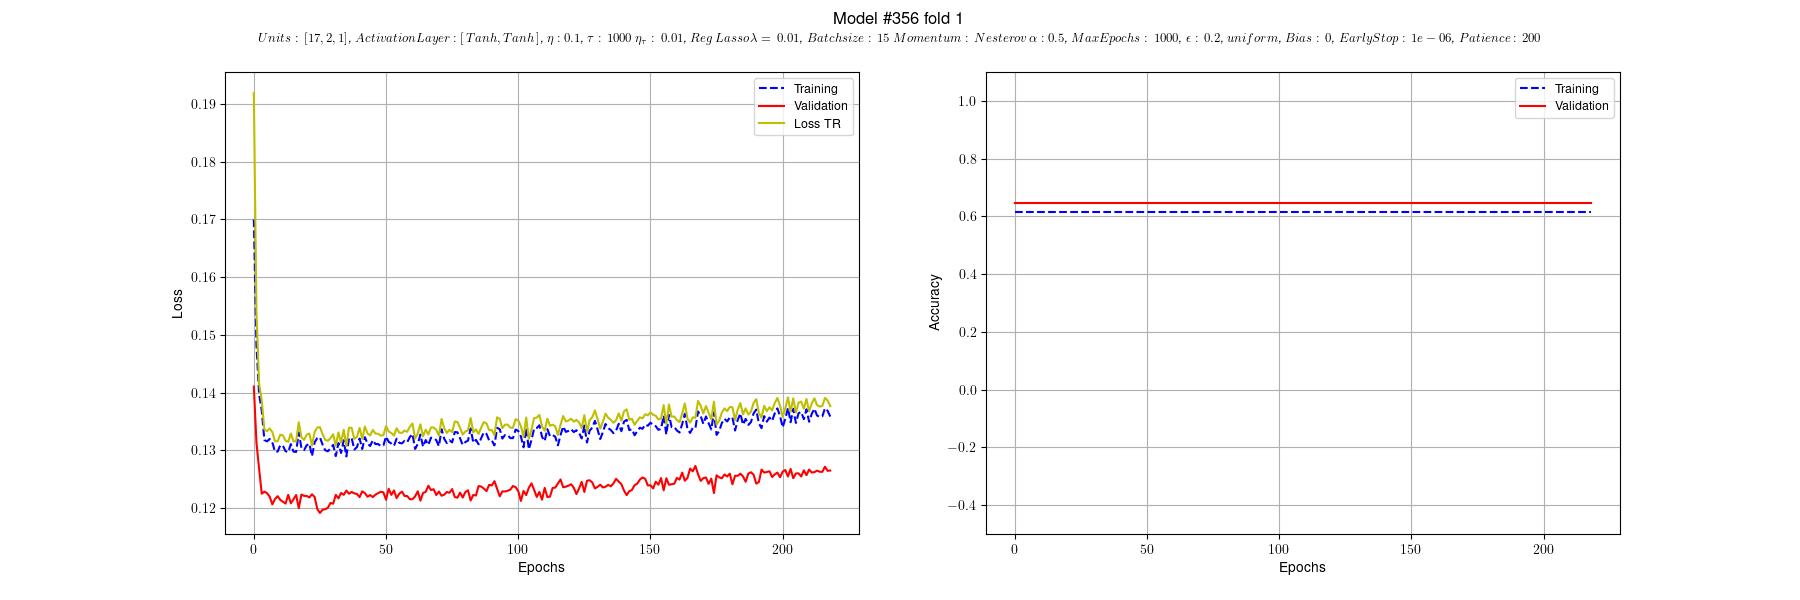 Model #356 fold 1
Units : [17, 2, 1], ActivationLayer : [Tanh, Tanh], η : 0.1, τ : 1000 ητ : 0.01, Reg Lassoλ = 0.01, Batchsize : 15 Momentum : Nesterov α : 0.5, MaxEpochs : 1000, ϵ : 0.2, uniform, Bias : 0, EarlyStop : 1e − 06, Patience : 200
Training
Validation
Loss TR
0.19
0.18
0.17
0.16
0.15
0.14
0.13
0.12
Loss
0
50
100
150
200
Epochs
Training
Validation
1.0
0.8
0.6
0.4
0.2
0.0
−0.2
−0.4
Accuracy
0
50
100
150
200
Epochs